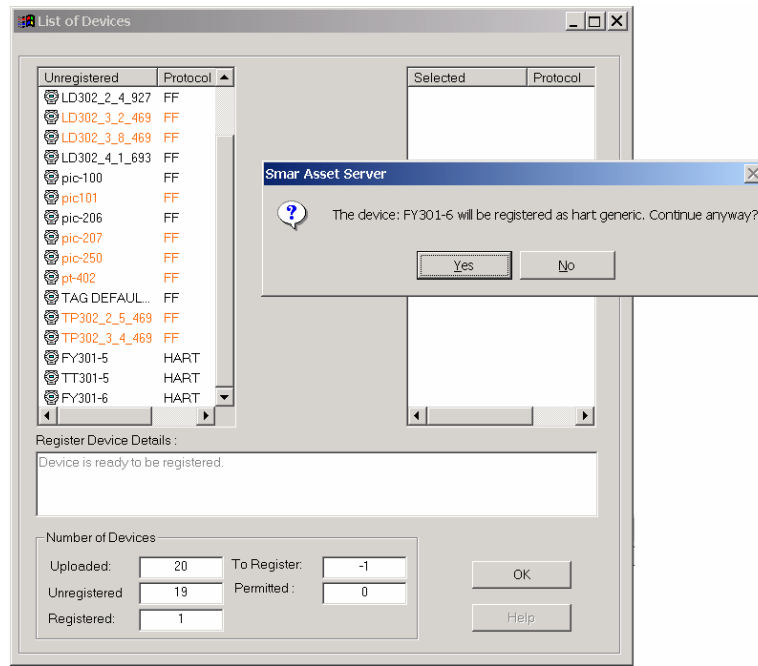 List of Devices
Unregistered Protocol
LD302_2_4_927 FF
LD302_3_2_469 FF
LD302_3_8_469 FF
LD302_4_1_693 FF
pic-100 FF
pic101 FF
pic-206 FF
pic-207 FF
pic-250 FF
pt-402 FF
TAG DEFAUL... FF
TP302_2_5_469 FF
TP302_3_4_469 FF
FY301-5 HART
TT301-5 HART
FY301-6 HART
Selected Protocol
Smar Asset Server
The device: FY301-6 will be registered as hart generic. Continue anyway?
Yes No
Register Device Details :
Device is ready to be registered.
Number of Devices
Uploaded: 20 To Register: -1
Unregistered 19 Permitted : 0
Registered: 1
OK
Help